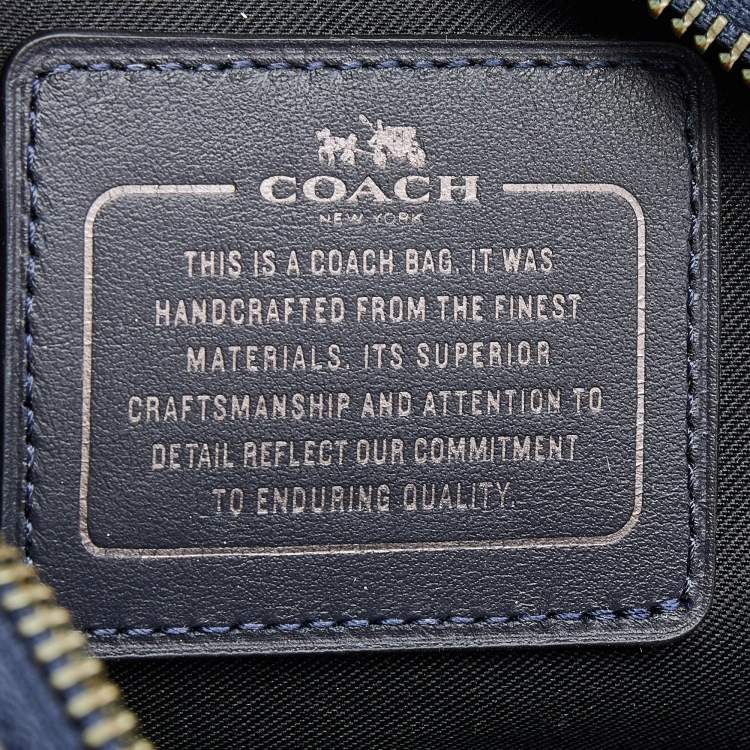 COACH
NEW YORK
THIS IS A COACH BAG. IT WAS
HANDCRAFTED FROM THE FINEST
MATERIALS. ITS SUPERIOR
CRAFTSMANSHIP AND ATTENTION TO
DETAIL REFLECT OUR COMMITMENT
TO ENDURING QUALITY.